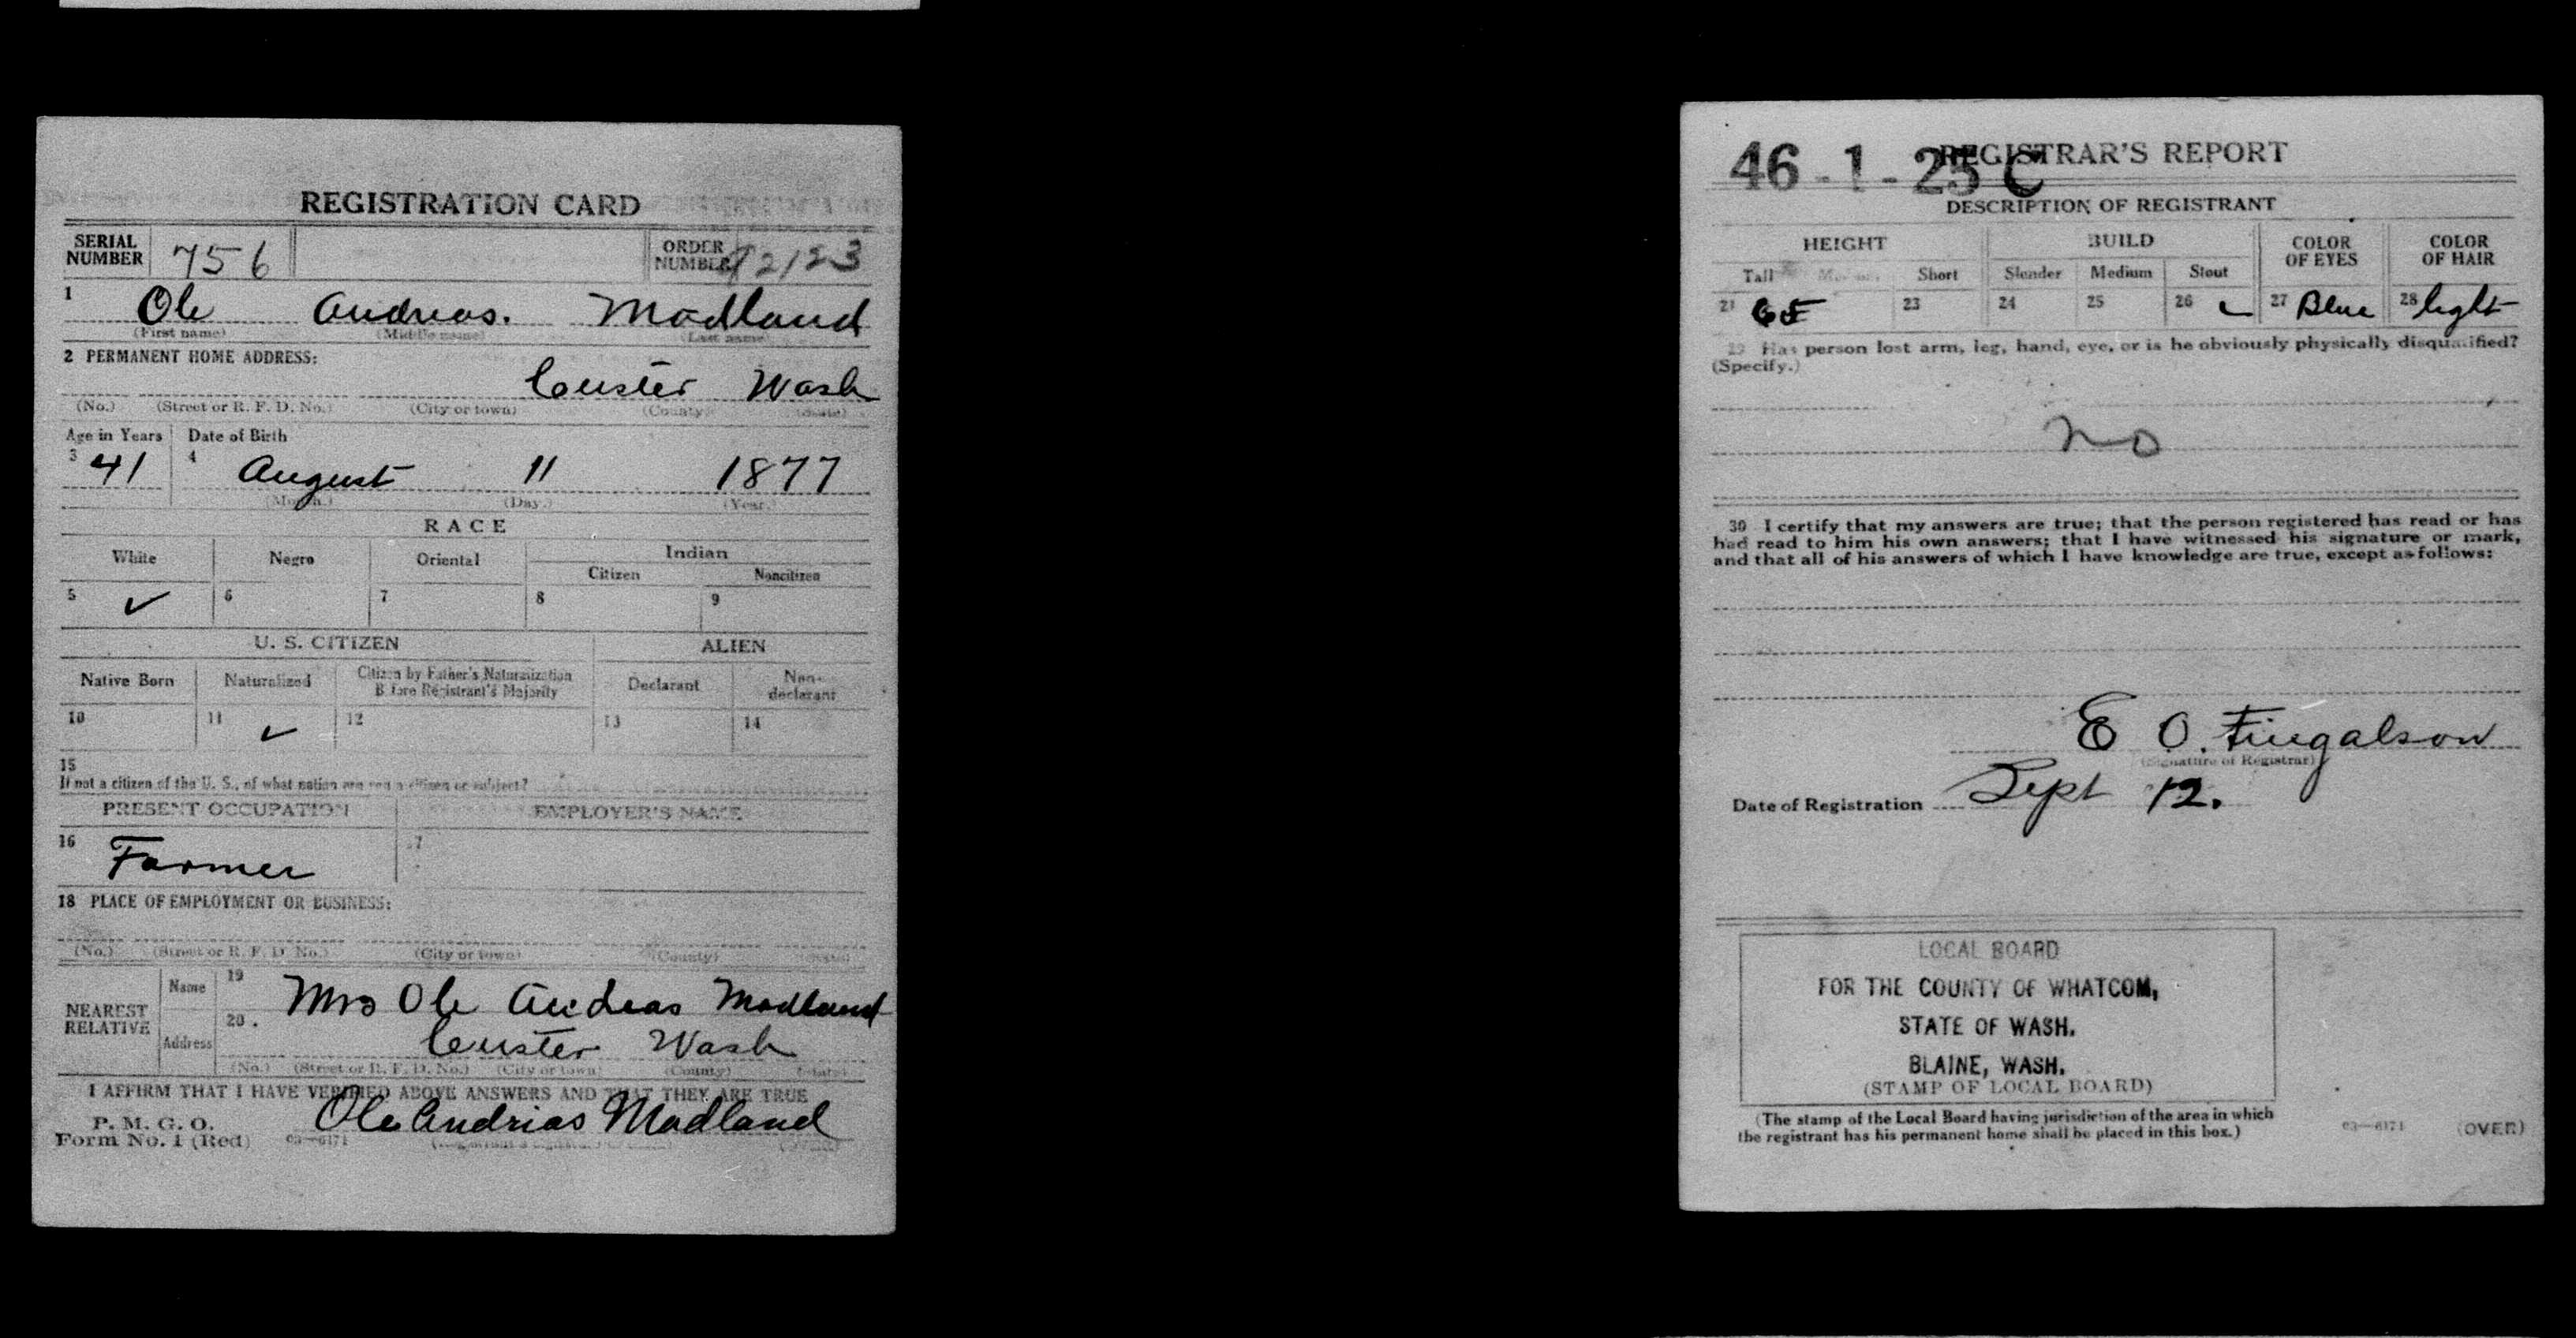 REGISTRATION CARD
SERIAL NUMBER 756 ORDER NUMBER
1 Ole Andreas. Modland
(First name) (Middle name) (Last name)
2 PERMANENT HOME ADDRESS:
Custer Wash
(No.) (Street or R. F. D. No.) (City or town) (County) (State)
Age in Years Date of Birth
3 41 4 August 11 1877
(Month.) (Day.) (Year.)
RACE
White Negro Oriental Indian
Citizen Noncitizen
5 ✓ 6 7 8 9
U. S. CITIZEN ALIEN
Native Born Naturalized Citizen by Father's Naturalization Before Registrant's Majority Declarant Non-declarant
10 11 ✓ 12 13 14
15
If not a citizen of the U. S., of what nation are you a citizen or subject?
PRESENT OCCUPATION EMPLOYER'S NAME
16 Farmer 17
18 PLACE OF EMPLOYMENT OR BUSINESS:
(No.) (Street or R. F. D. No.) (City or town) (County) (State)
NEAREST RELATIVE Name 19 Mrs Ole Andreas Modland
Address 20. Custer Wash
(No.) (Street or R. F. D. No.) (City or town) (County) (State)
I AFFIRM THAT I HAVE VERIFIED ABOVE ANSWERS AND THAT THEY ARE TRUE
P. M. G. O.
Form No. 1 (Red) 03—6171 Ole Andrias Modland
46-1-25 C
REGISTRAR'S REPORT
DESCRIPTION OF REGISTRANT
HEIGHT BUILD COLOR OF EYES COLOR OF HAIR
Tall Medium Short Slender Medium Stout
21 23 24 25 26 ✓ 27 Blue 28 light
29 Has person lost arm, leg, hand, eye, or is he obviously physically disqualified?
(Specify.)
no
30 I certify that my answers are true; that the person registered has read or has
had read to him his own answers; that I have witnessed his signature or mark,
and that all of his answers of which I have knowledge are true, except as follows:
E O. Fingalson
(Signature of Registrar)
Date of Registration Sept 12.
LOCAL BOARD
FOR THE COUNTY OF WHATCOM,
STATE OF WASH.
BLAINE, WASH.
(STAMP OF LOCAL BOARD)
(The stamp of the Local Board having jurisdiction of the area in which
the registrant has his permanent home shall be placed in this box.)
03—6171 (OVER)